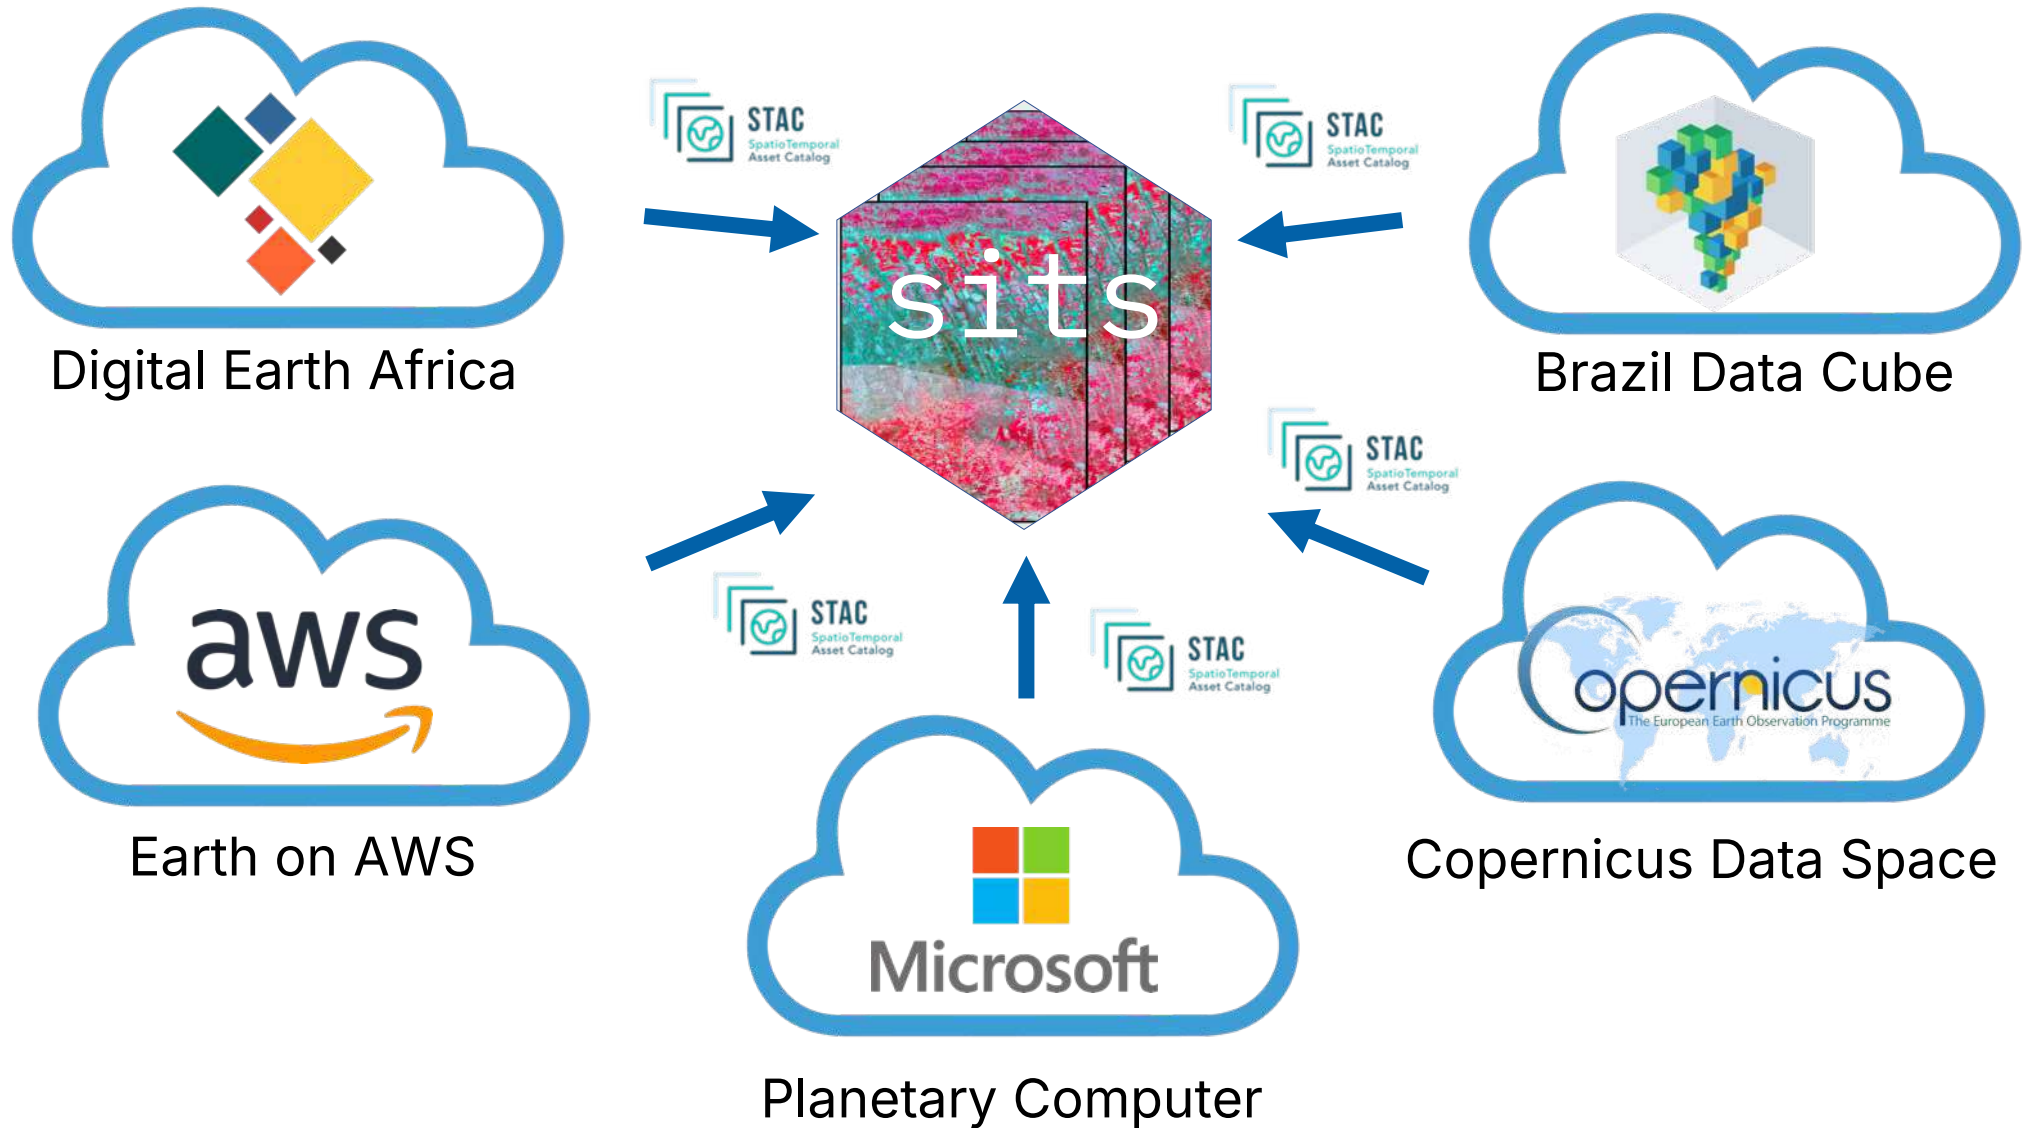 STAC
SpatioTemporal
Asset Catalog
STAC
SpatioTemporal
Asset Catalog
sits
Digital Earth Africa
Brazil Data Cube
STAC
SpatioTemporal
Asset Catalog
aws
STAC
SpatioTemporal
Asset Catalog
STAC
SpatioTemporal
Asset Catalog
Copernicus
The European Earth Observation Programme
Earth on AWS
Copernicus Data Space
Microsoft
Planetary Computer